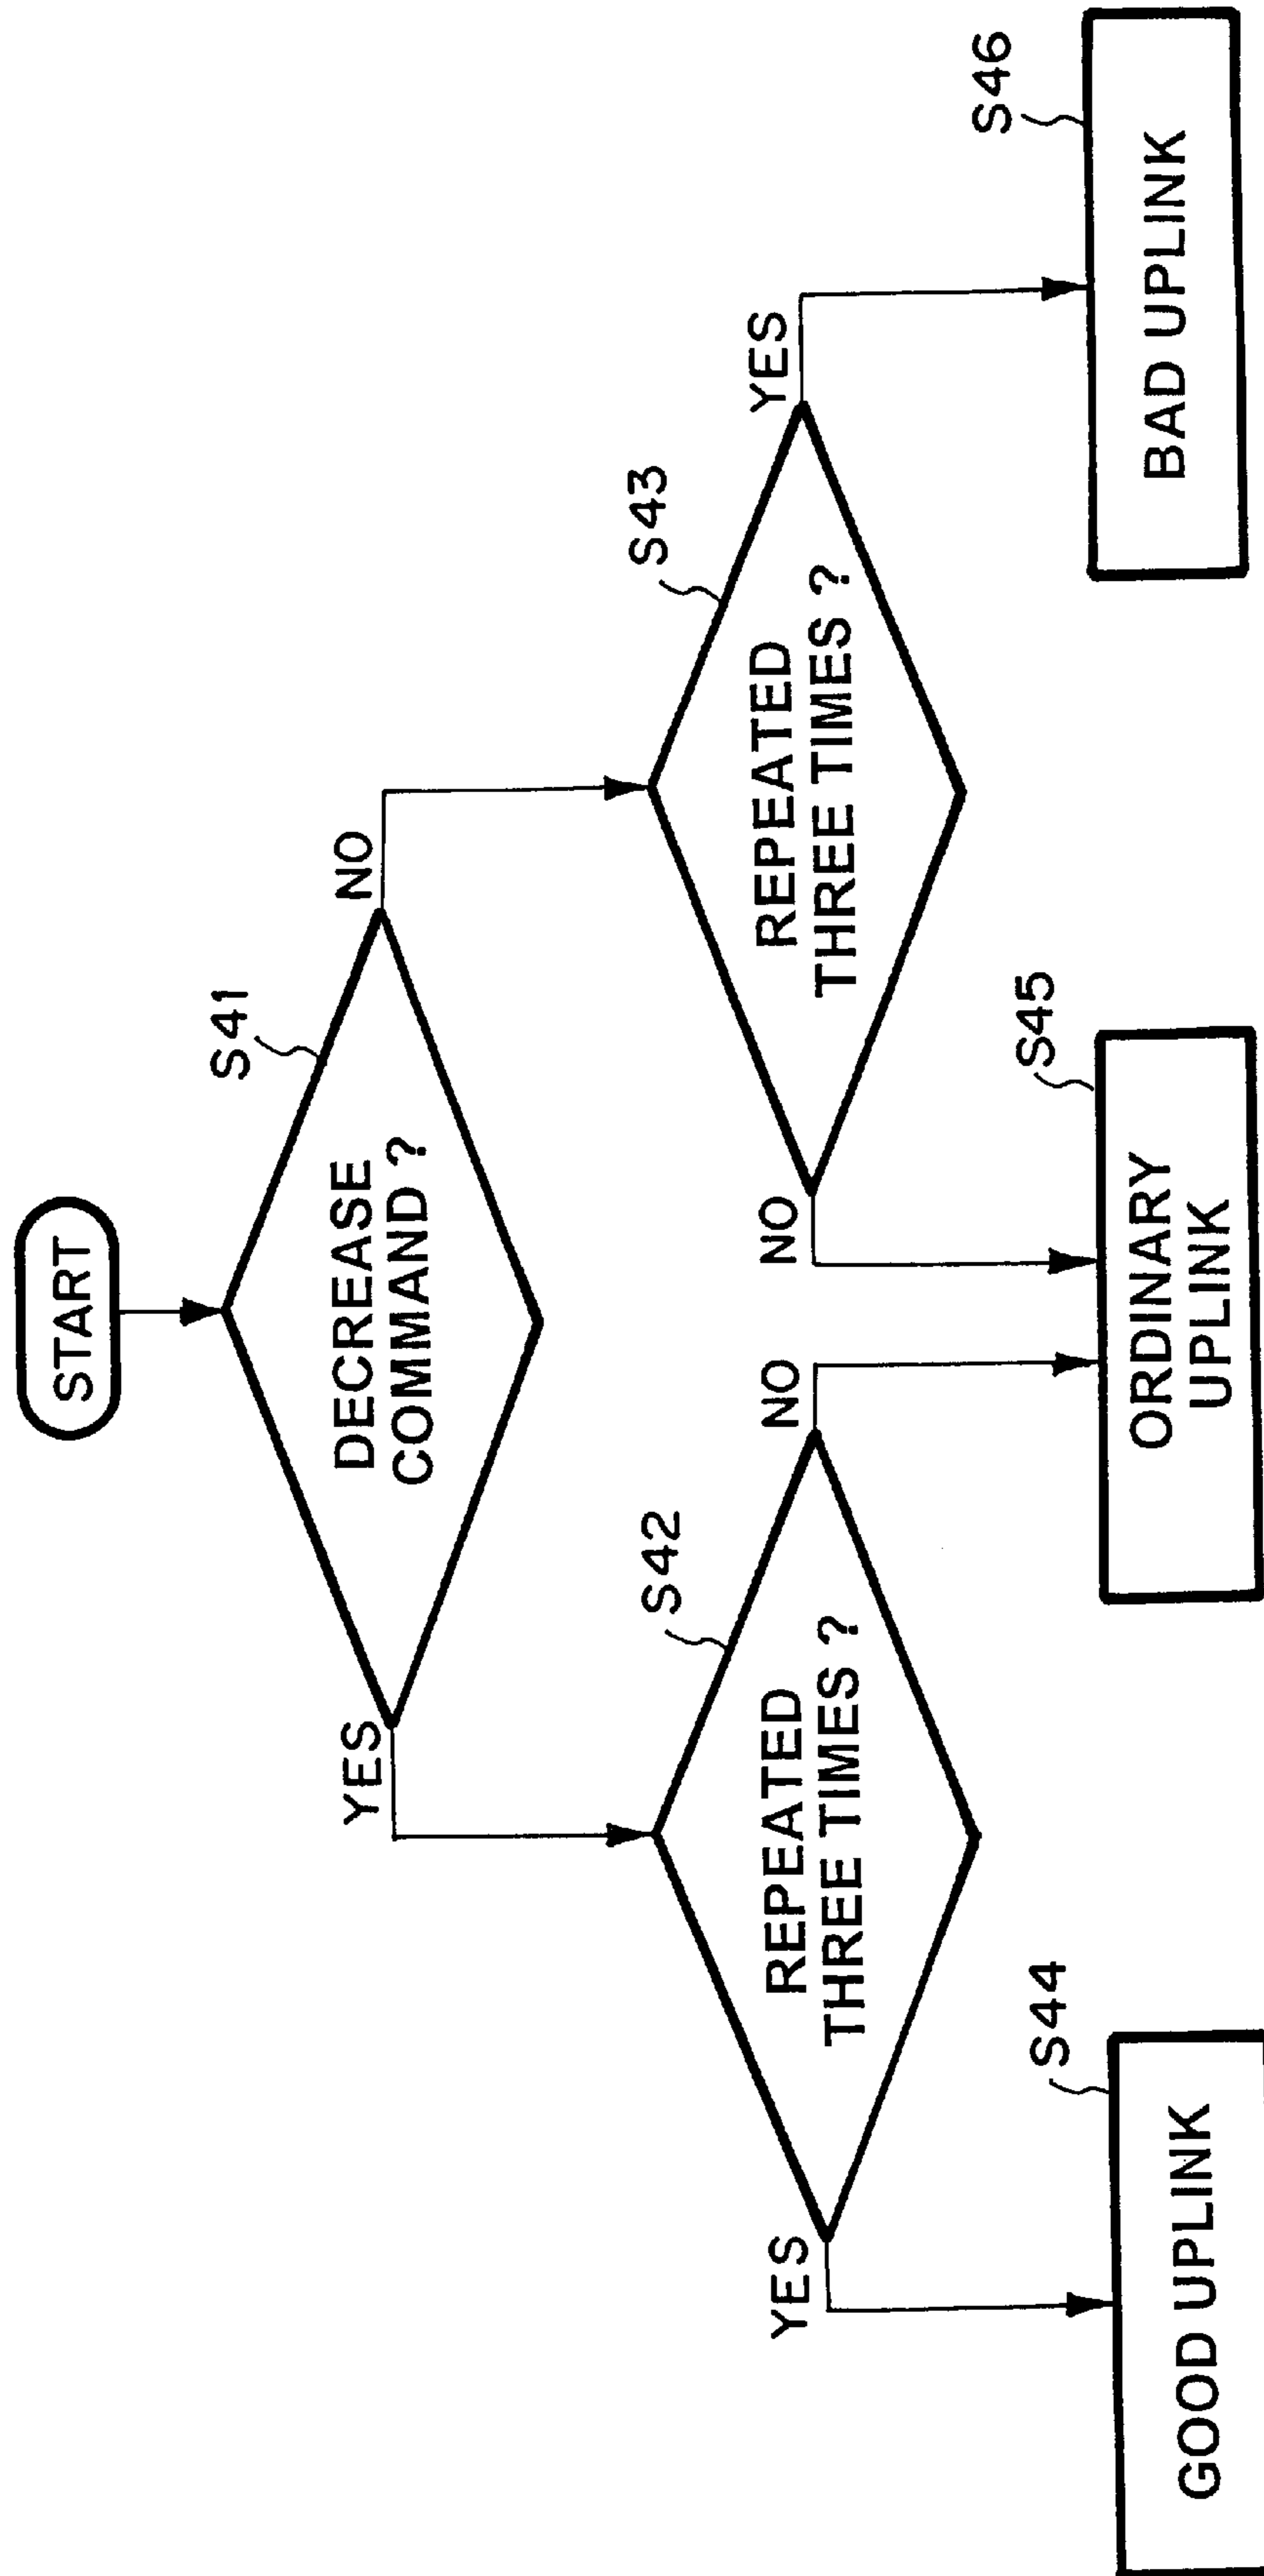 START
S41
DECREASE
COMMAND ?
YES
NO
S42
REPEATED
THREE TIMES ?
YES
NO
S43
REPEATED
THREE TIMES ?
NO
YES
S44
GOOD UPLINK
S45
ORDINARY
UPLINK
S46
BAD UPLINK